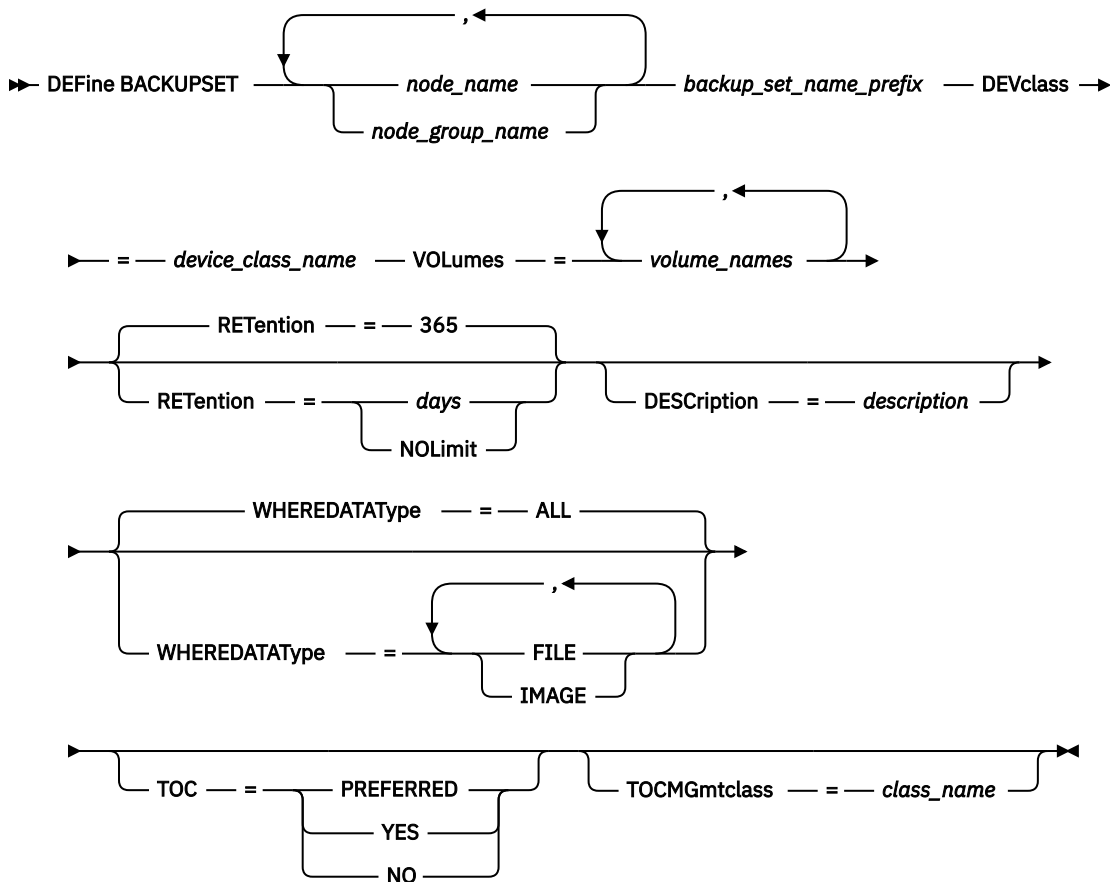 ,
DEFine BACKUPSET node_name backup_set_name_prefix DEVclass
node_group_name
,
= device_class_name VOLumes = volume_names
RETention = 365
RETention = days DESCription = description
NOLimit
WHEREDATAType = ALL
,
WHEREDATAType = FILE
IMAGE
TOC = PREFERRED TOCMGmtclass = class_name
YES
NO